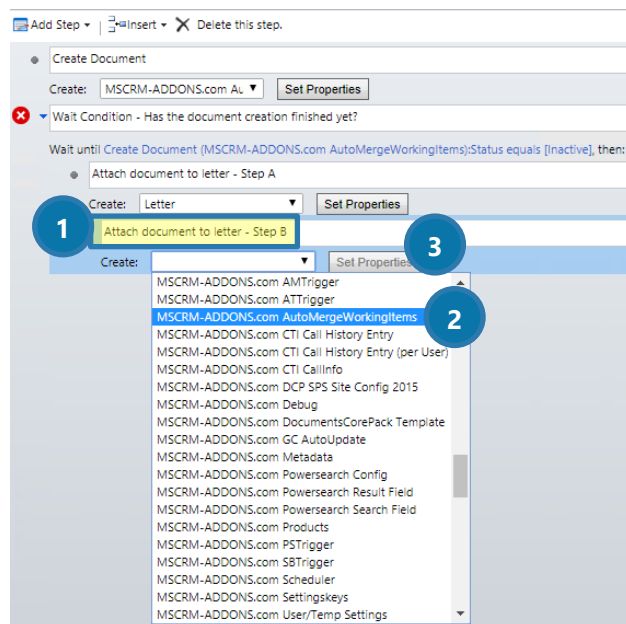 Add Step Insert Delete this step.
Create Document
Create: MSCRM-ADDONS.com Au Set Properties
Wait Condition - Has the document creation finished yet?
Wait until Create Document (MSCRM-ADDONS.com AutoMergeWorkingItems):Status equals [Inactive], then:
Attach document to letter - Step A
Create: Letter Set Properties
1 Attach document to letter - Step B
3
Create: Set Properties
MSCRM-ADDONS.com AMTrigger
MSCRM-ADDONS.com ATTrigger
MSCRM-ADDONS.com AutoMergeWorkingItems 2
MSCRM-ADDONS.com CTI Call History Entry
MSCRM-ADDONS.com CTI Call History Entry (per User)
MSCRM-ADDONS.com CTI CallInfo
MSCRM-ADDONS.com DCP SPS Site Config 2015
MSCRM-ADDONS.com Debug
MSCRM-ADDONS.com DocumentsCorePack Template
MSCRM-ADDONS.com GC AutoUpdate
MSCRM-ADDONS.com Metadata
MSCRM-ADDONS.com Powersearch Config
MSCRM-ADDONS.com Powersearch Result Field
MSCRM-ADDONS.com Powersearch Search Field
MSCRM-ADDONS.com Products
MSCRM-ADDONS.com PSTrigger
MSCRM-ADDONS.com SBTrigger
MSCRM-ADDONS.com Scheduler
MSCRM-ADDONS.com Settingskeys
MSCRM-ADDONS.com User/Temp Settings